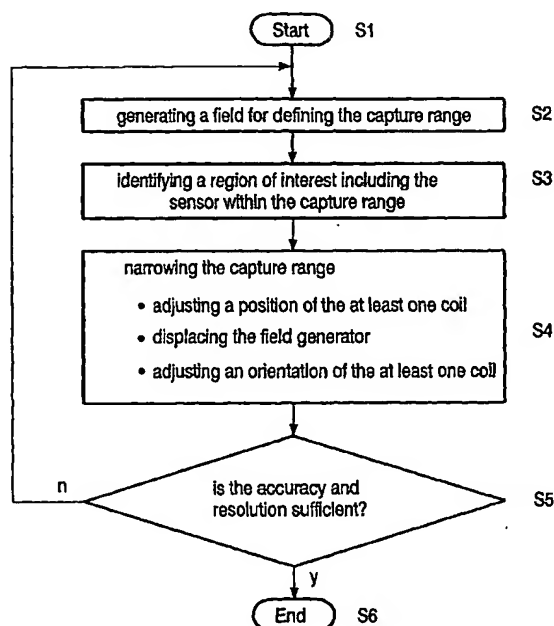 Start S1
generating a field for defining the capture range S2
identifying a region of interest including the
sensor within the capture range
S3
narrowing the capture range
• adjusting a position of the at least one coil
• displacing the field generator
• adjusting an orientation of the at least one coil
S4
n
is the accuracy and
resolution sufficient?
S5
y
End S6